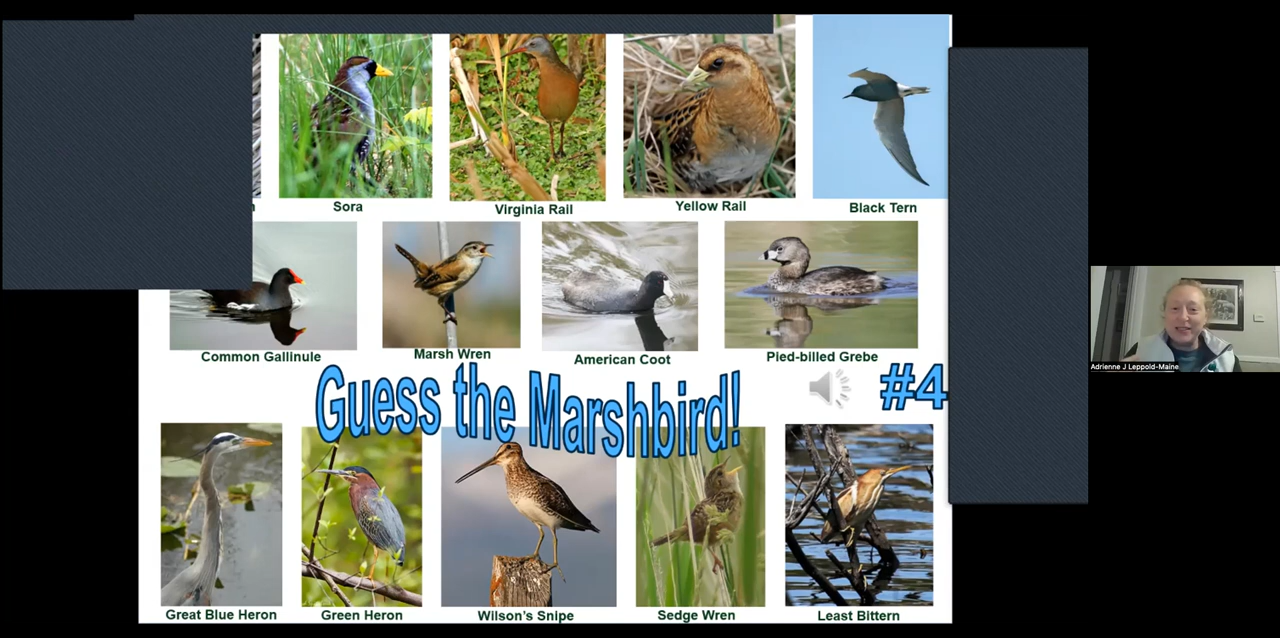 Sora
Virginia Rail
Yellow Rail
Black Tern
Common Gallinule
Marsh Wren
American Coot
Pied-billed Grebe
Guess the Marshbird!
#4
Adrienne J Leppold-Maine
Great Blue Heron
Green Heron
Wilson's Snipe
Sedge Wren
Least Bittern